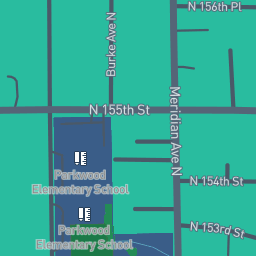 N 156th Pl
Burke Ave N
N 155th St
Meridian Ave N
Parkwood
Elementary School
N 154th St
Parkwood
Elementary School
N 153rd St